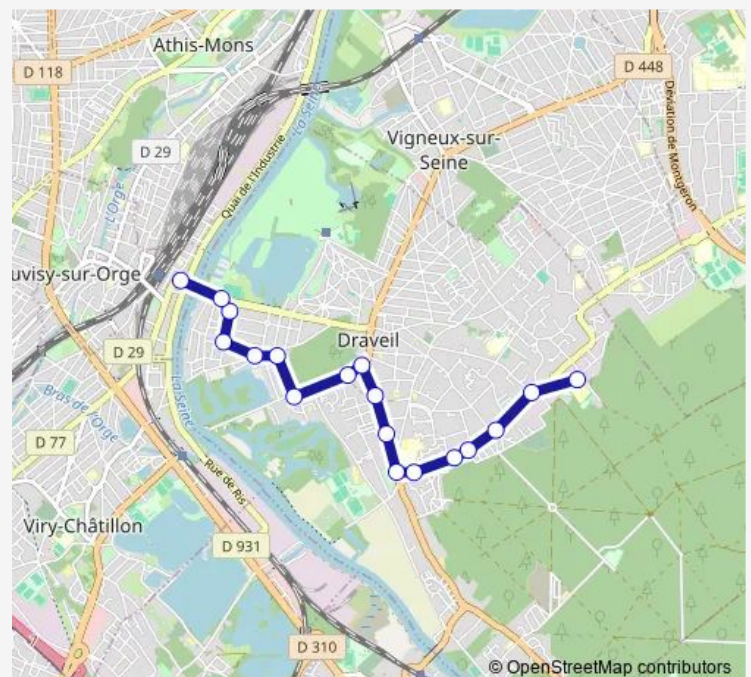 Athis-Mons
D 118
D 448
Déviation de Montgeron
Vigneux-sur-
Seine
La Seine
D 29
Quai de l'Industrie
L'Orge
uvisy-sur-Orge
Draveil
D 29
La Seine
Bras de l'Orge
D 77
Rue de Ris
Viry-Châtillon
D 931
D 310
© OpenStreetMap contributors